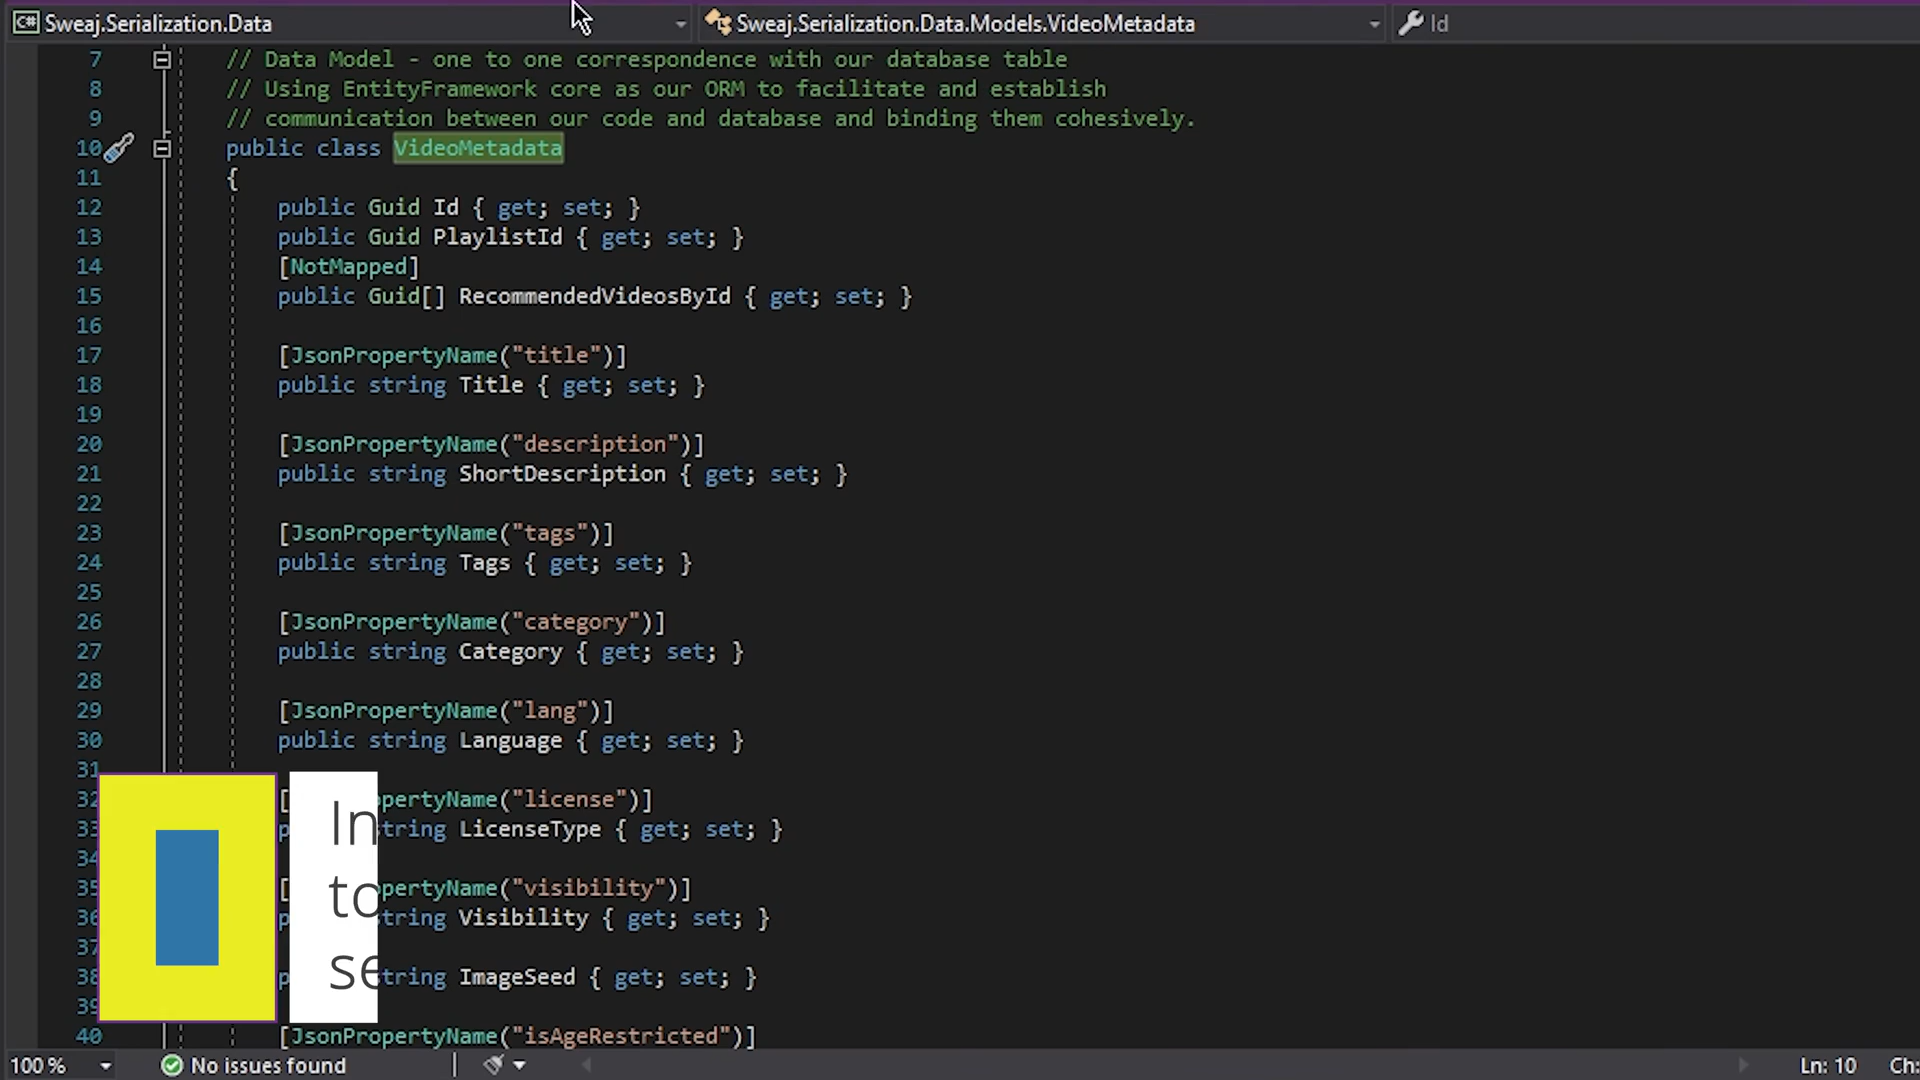 C# Sweaj.Serialization.Data
Sweaj.Serialization.Data.Models.VideoMetadata
Id
7 // Data Model - one to one correspondence with our database table
8 // Using EntityFramework core as our ORM to facilitate and establish
9 // communication between our code and database and binding them cohesively.
10 public class VideoMetadata
11 {
12 public Guid Id { get; set; }
13 public Guid PlaylistId { get; set; }
14 [NotMapped]
15 public Guid[] RecommendedVideosById { get; set; }
16
17 [JsonPropertyName("title")]
18 public string Title { get; set; }
19
20 [JsonPropertyName("description")]
21 public string ShortDescription { get; set; }
22
23 [JsonPropertyName("tags")]
24 public string Tags { get; set; }
25
26 [JsonPropertyName("category")]
27 public string Category { get; set; }
28
29 [JsonPropertyName("lang")]
30 public string Language { get; set; }
31
32 [ pertyName("license")]
33 p tring LicenseType { get; set; }
34
35 [ pertyName("visibility")]
36 p tring Visibility { get; set; }
37
38 p tring ImageSeed { get; set; }
39
40 [JsonPropertyName("isAgeRestricted")]
In
to
se
100 %
No issues found
Ln: 10
Ch: